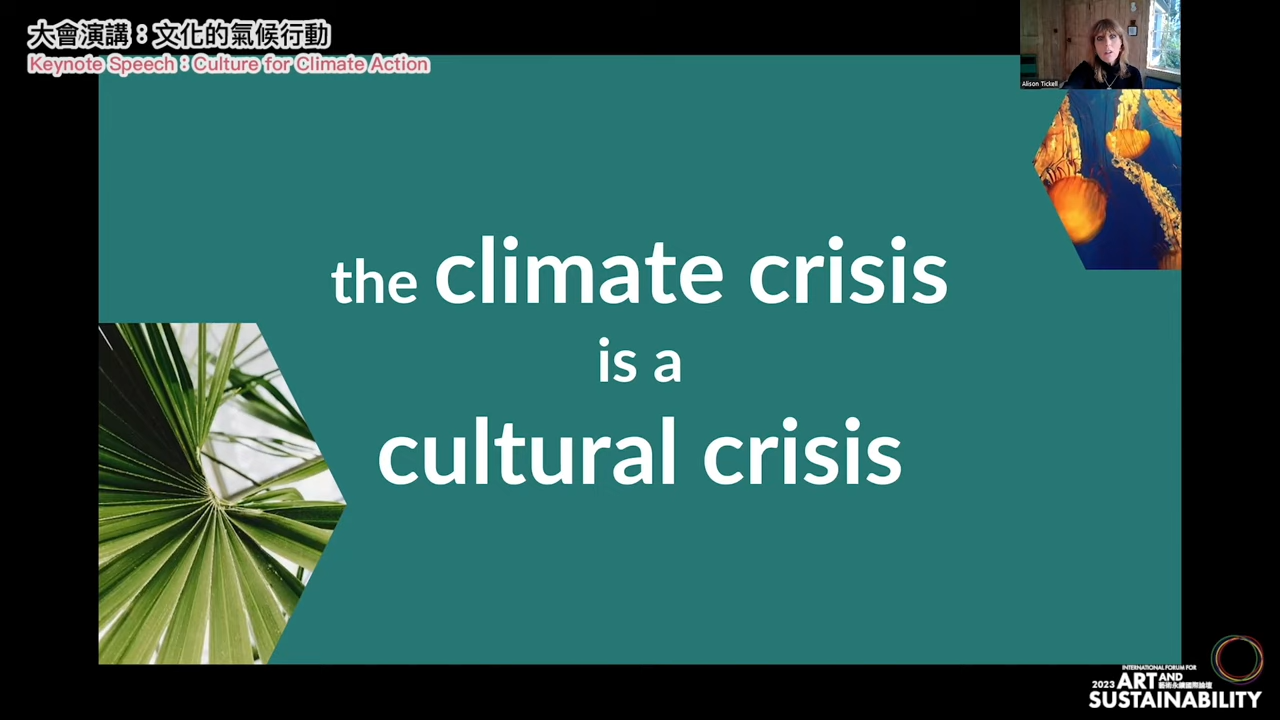 大會演講：文化的氣候行動
Keynote Speech：Culture for Climate Action
Alison Tickell
the climate crisis
is a
cultural crisis
INTERNATIONAL FORUM FOR
2023 ART AND 藝術永續國際論壇
SUSTAINABILITY